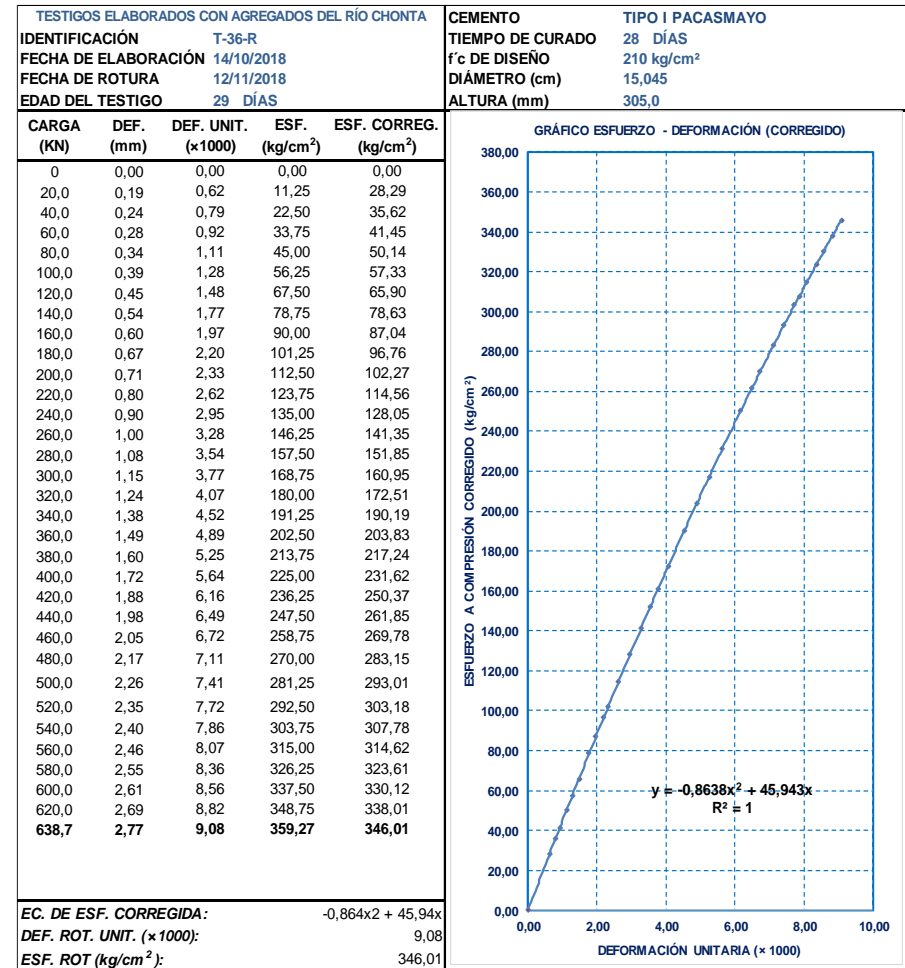 TESTIGOS ELABORADOS CON AGREGADOS DEL RÍO CHONTA
IDENTIFICACIÓN T-36-R
FECHA DE ELABORACIÓN 14/10/2018
FECHA DE ROTURA 12/11/2018
EDAD DEL TESTIGO 29 DÍAS
CEMENTO TIPO I PACASMAYO
TIEMPO DE CURADO 28 DÍAS
f´c DE DISEÑO 210 kg/cm²
DIÁMETRO (cm) 15,045
ALTURA (mm) 305,0
CARGA DEF. DEF. UNIT. ESF. ESF. CORREG.
(KN) (mm) (×1000) (kg/cm²) (kg/cm²)
0 0,00 0,00 0,00 0,00
20,0 0,19 0,62 11,25 28,29
40,0 0,24 0,79 22,50 35,62
60,0 0,28 0,92 33,75 41,45
80,0 0,34 1,11 45,00 50,14
100,0 0,39 1,28 56,25 57,33
120,0 0,45 1,48 67,50 65,90
140,0 0,54 1,77 78,75 78,63
160,0 0,60 1,97 90,00 87,04
180,0 0,67 2,20 101,25 96,76
200,0 0,71 2,33 112,50 102,27
220,0 0,80 2,62 123,75 114,56
240,0 0,90 2,95 135,00 128,05
260,0 1,00 3,28 146,25 141,35
280,0 1,08 3,54 157,50 151,85
300,0 1,15 3,77 168,75 160,95
320,0 1,24 4,07 180,00 172,51
340,0 1,38 4,52 191,25 190,19
360,0 1,49 4,89 202,50 203,83
380,0 1,60 5,25 213,75 217,24
400,0 1,72 5,64 225,00 231,62
420,0 1,88 6,16 236,25 250,37
440,0 1,98 6,49 247,50 261,85
460,0 2,05 6,72 258,75 269,78
480,0 2,17 7,11 270,00 283,15
500,0 2,26 7,41 281,25 293,01
520,0 2,35 7,72 292,50 303,18
540,0 2,40 7,86 303,75 307,78
560,0 2,46 8,07 315,00 314,62
580,0 2,55 8,36 326,25 323,61
600,0 2,61 8,56 337,50 330,12
620,0 2,69 8,82 348,75 338,01
638,7 2,77 9,08 359,27 346,01
EC. DE ESF. CORREGIDA: -0,864x2 + 45,94x
DEF. ROT. UNIT. (×1000): 9,08
ESF. ROT (kg/cm²): 346,01
GRÁFICO ESFUERZO - DEFORMACIÓN (CORREGIDO)
ESFUERZO A COMPRESIÓN CORREGIDO (kg/cm²)
380,00
360,00
340,00
320,00
300,00
280,00
260,00
240,00
220,00
200,00
180,00
160,00
140,00
120,00
100,00
80,00
60,00
40,00
20,00
0,00
y = -0,8638x² + 45,943x
R² = 1
0,00 2,00 4,00 6,00 8,00 10,00
DEFORMACIÓN UNITARIA (× 1000)